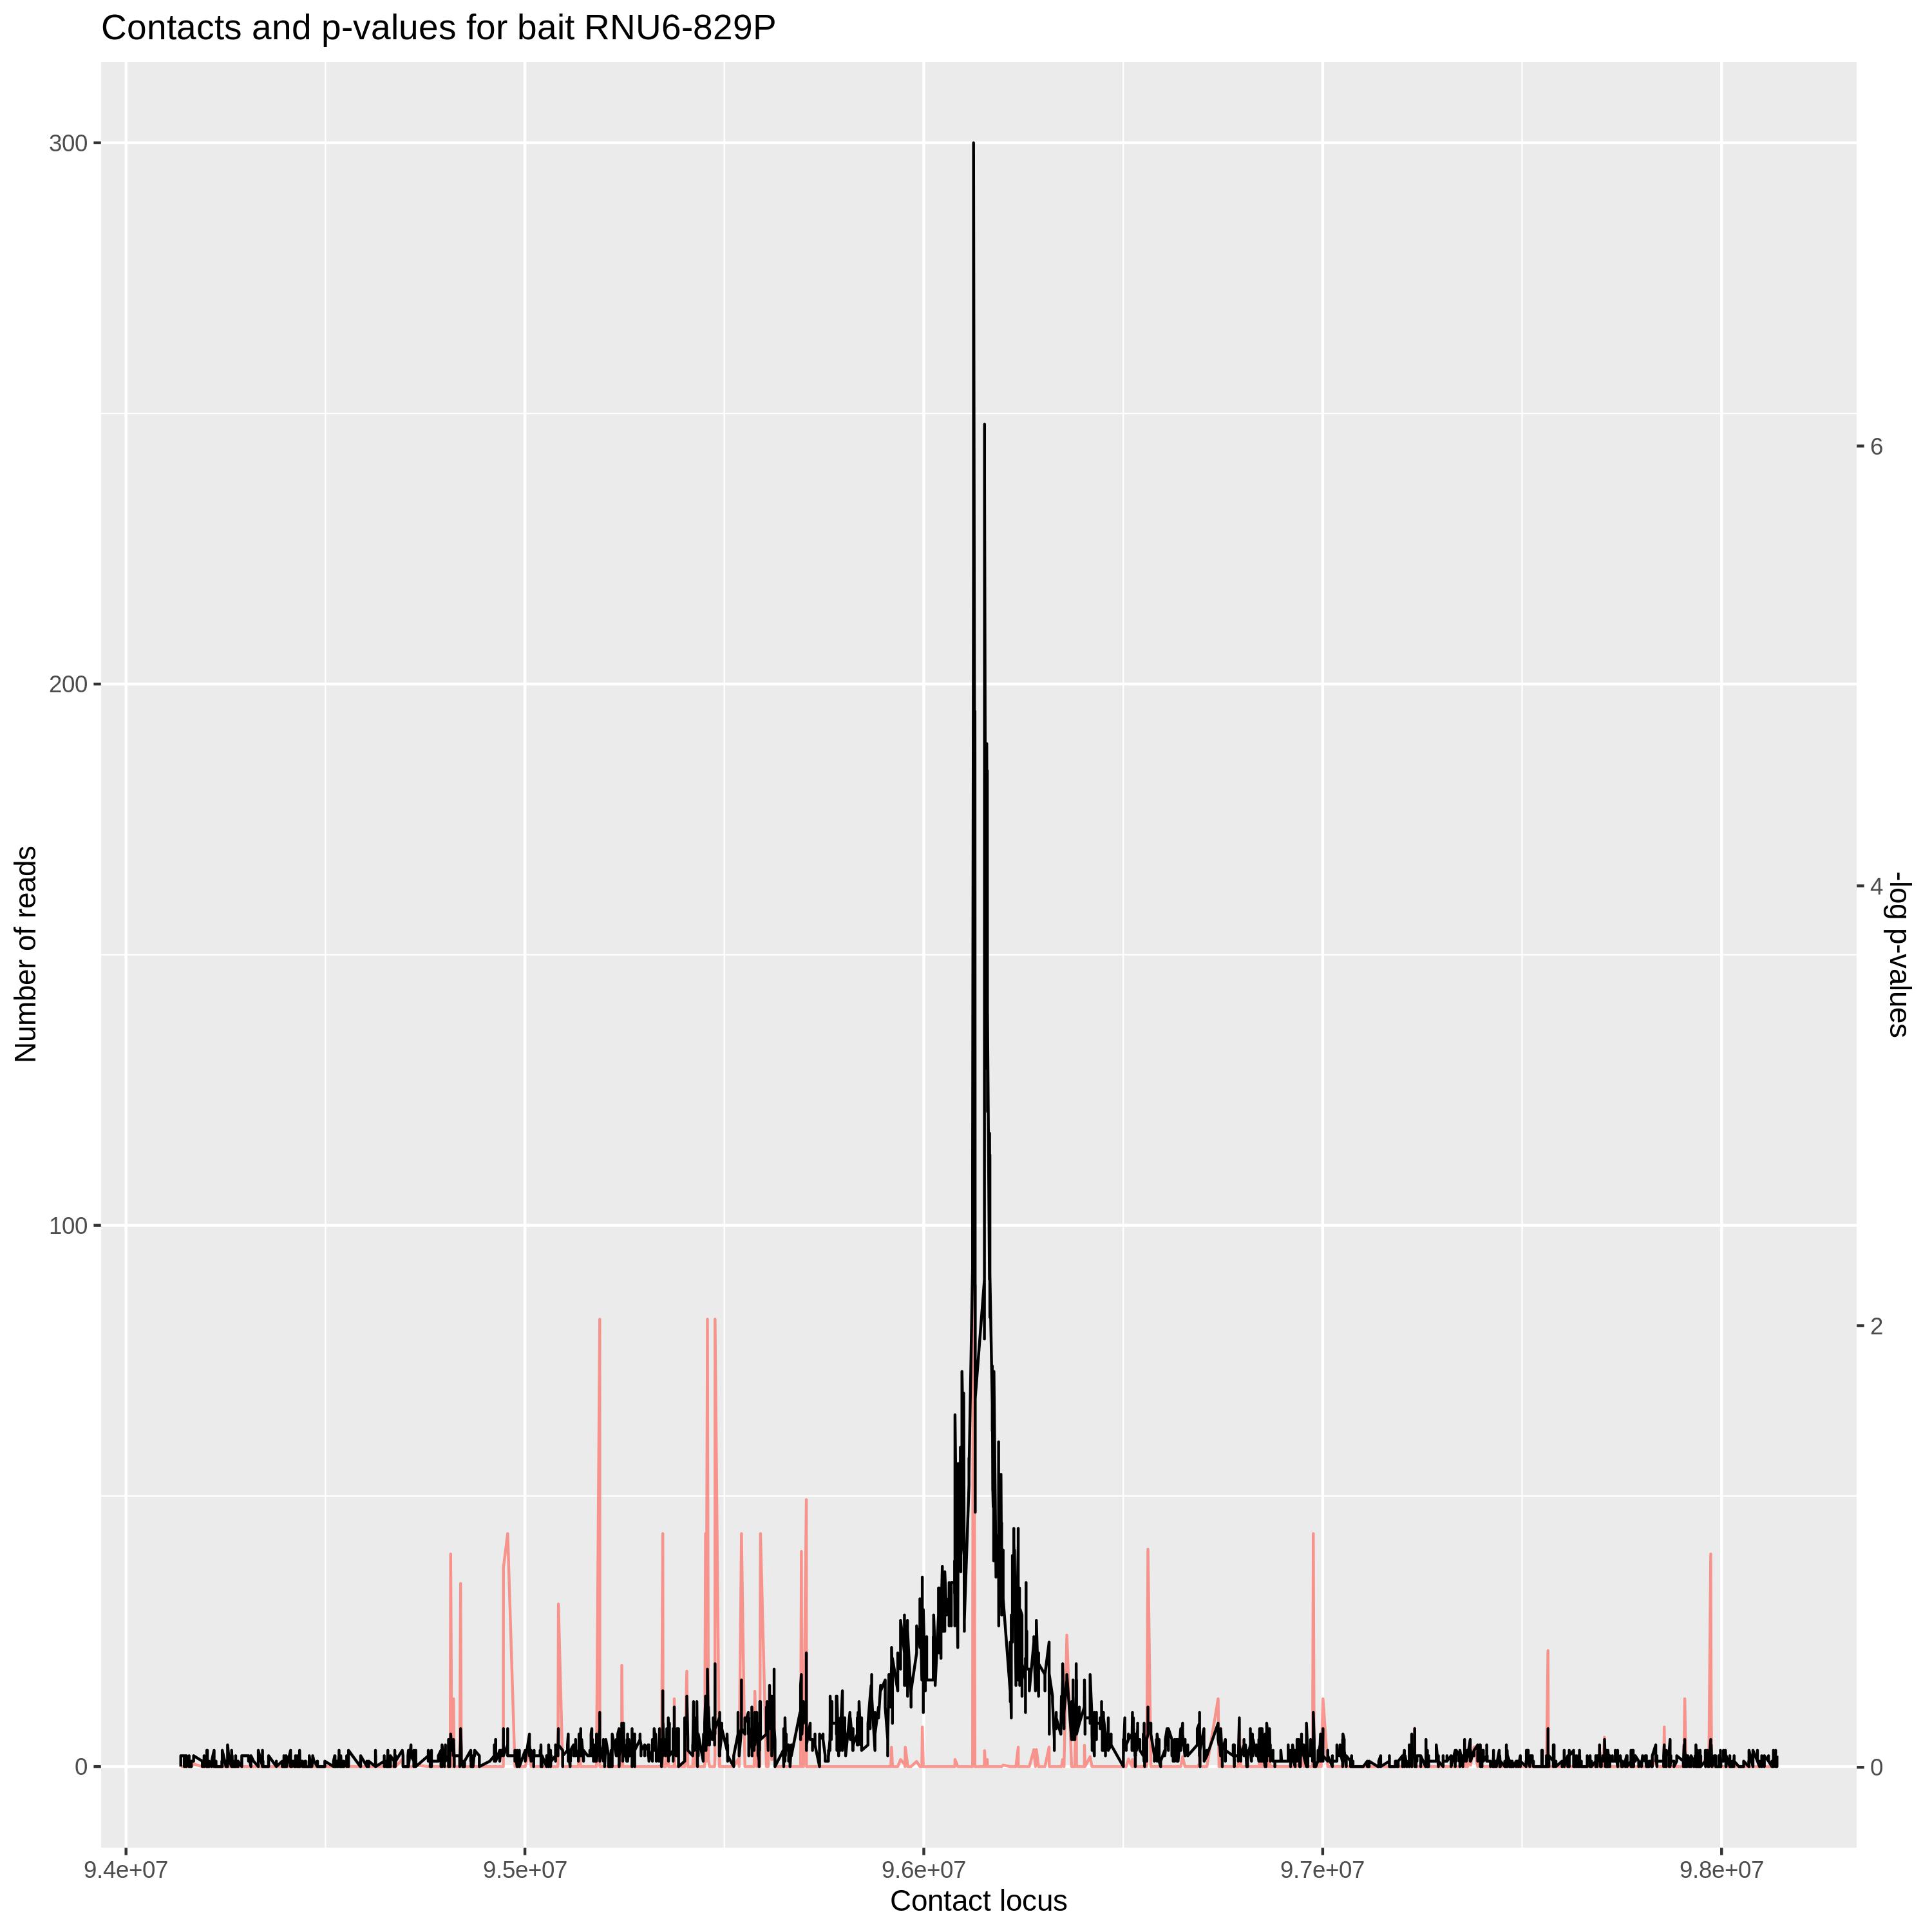 Contacts and p-values for bait RNU6-829P
300
200
100
0
Number of reads
6
4
2
0
-log p-values
9.4e+07
9.5e+07
9.6e+07
9.7e+07
9.8e+07
Contact locus